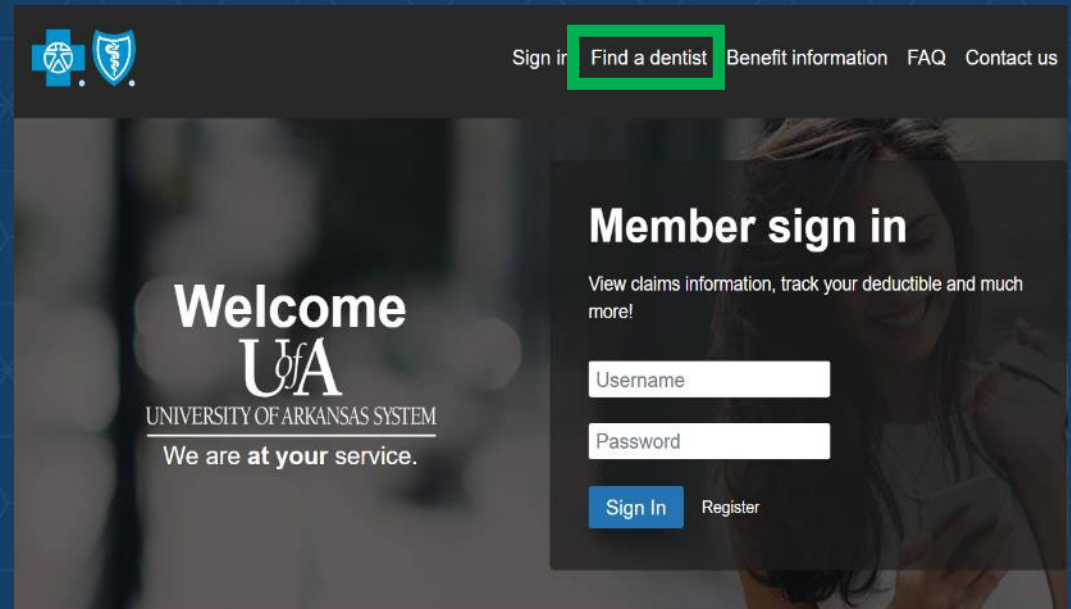 Sign in Find a dentist Benefit information FAQ Contact us
Member sign in
View claims information, track your deductible and much
more!
Username
Password
Sign In Register
Welcome
UofA
UNIVERSITY OF ARKANSAS SYSTEM
We are at your service.